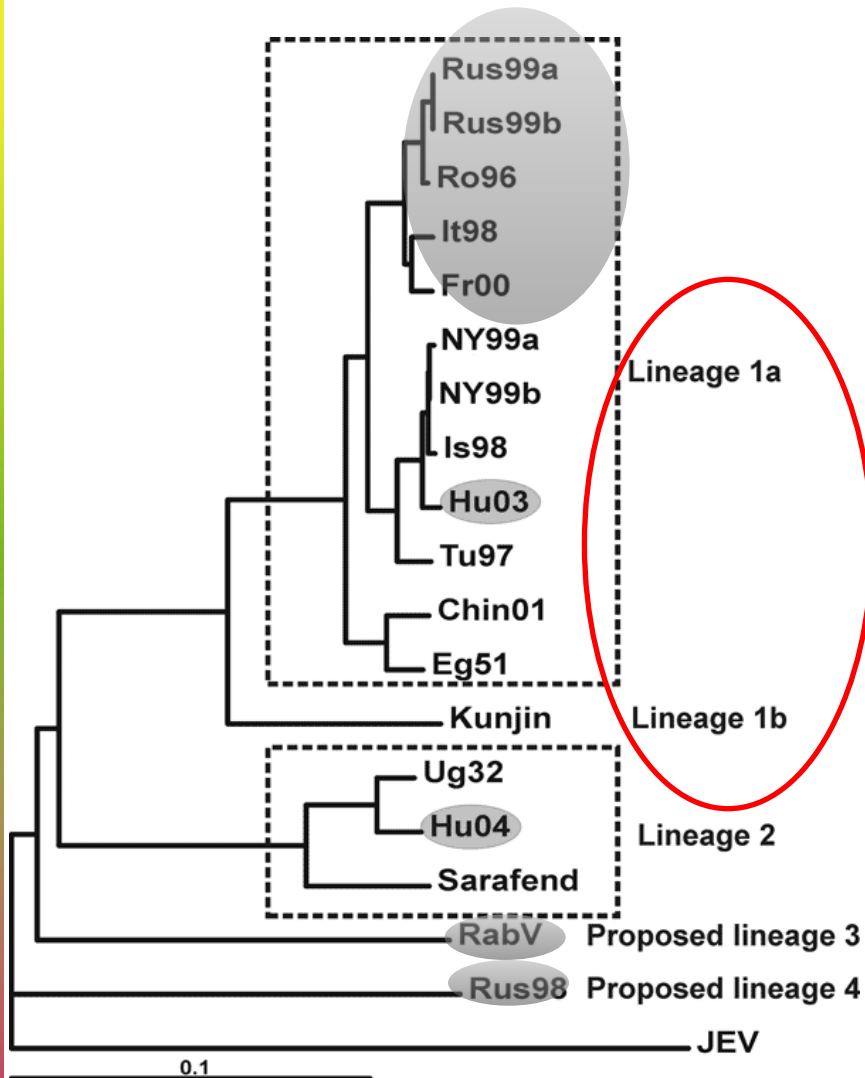 Rus99a
Rus99b
Ro96
It98
Fr00
NY99a
Lineage 1a
NY99b
Is98
Hu03
Tu97
Chin01
Eg51
Kunjin Lineage 1b
Ug32
Hu04 Lineage 2
Sarafend
RabV Proposed lineage 3
Rus98 Proposed lineage 4
JEV
0.1